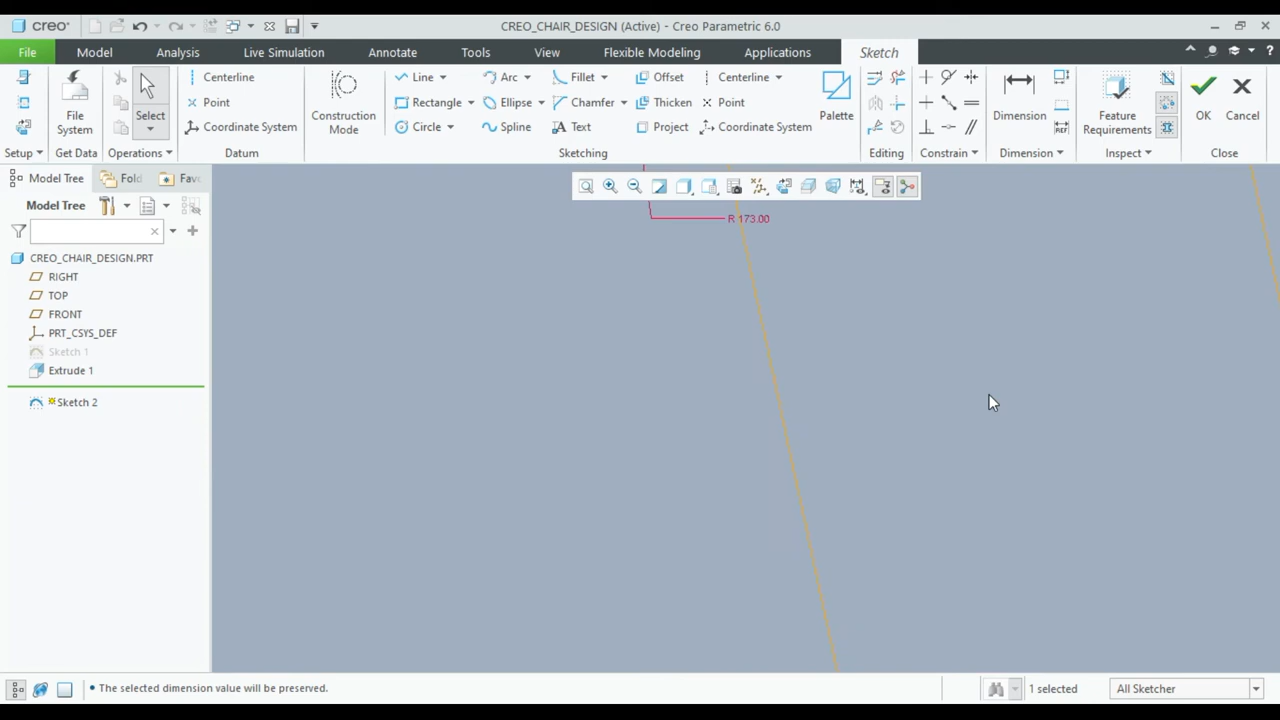 creo
CREO_CHAIR_DESIGN (Active) - Creo Parametric 6.0
File Model Analysis Live Simulation Annotate Tools View Flexible Modeling Applications Sketch
Centerline Line Arc Fillet Offset Centerline
Point Rectangle Ellipse Chamfer Thicken Point
File System Select Coordinate System Construction Mode Circle Spline Text Project Coordinate System Palette Dimension Feature Requirements OK Cancel
Setup Get Data Operations Datum Sketching Editing Constrain Dimension Inspect Close
Model Tree Fold Fav
Model Tree
R 173.00
CREO_CHAIR_DESIGN.PRT
RIGHT
TOP
FRONT
PRT_CSYS_DEF
Sketch 1
Extrude 1
Sketch 2
• The selected dimension value will be preserved. 1 selected All Sketcher